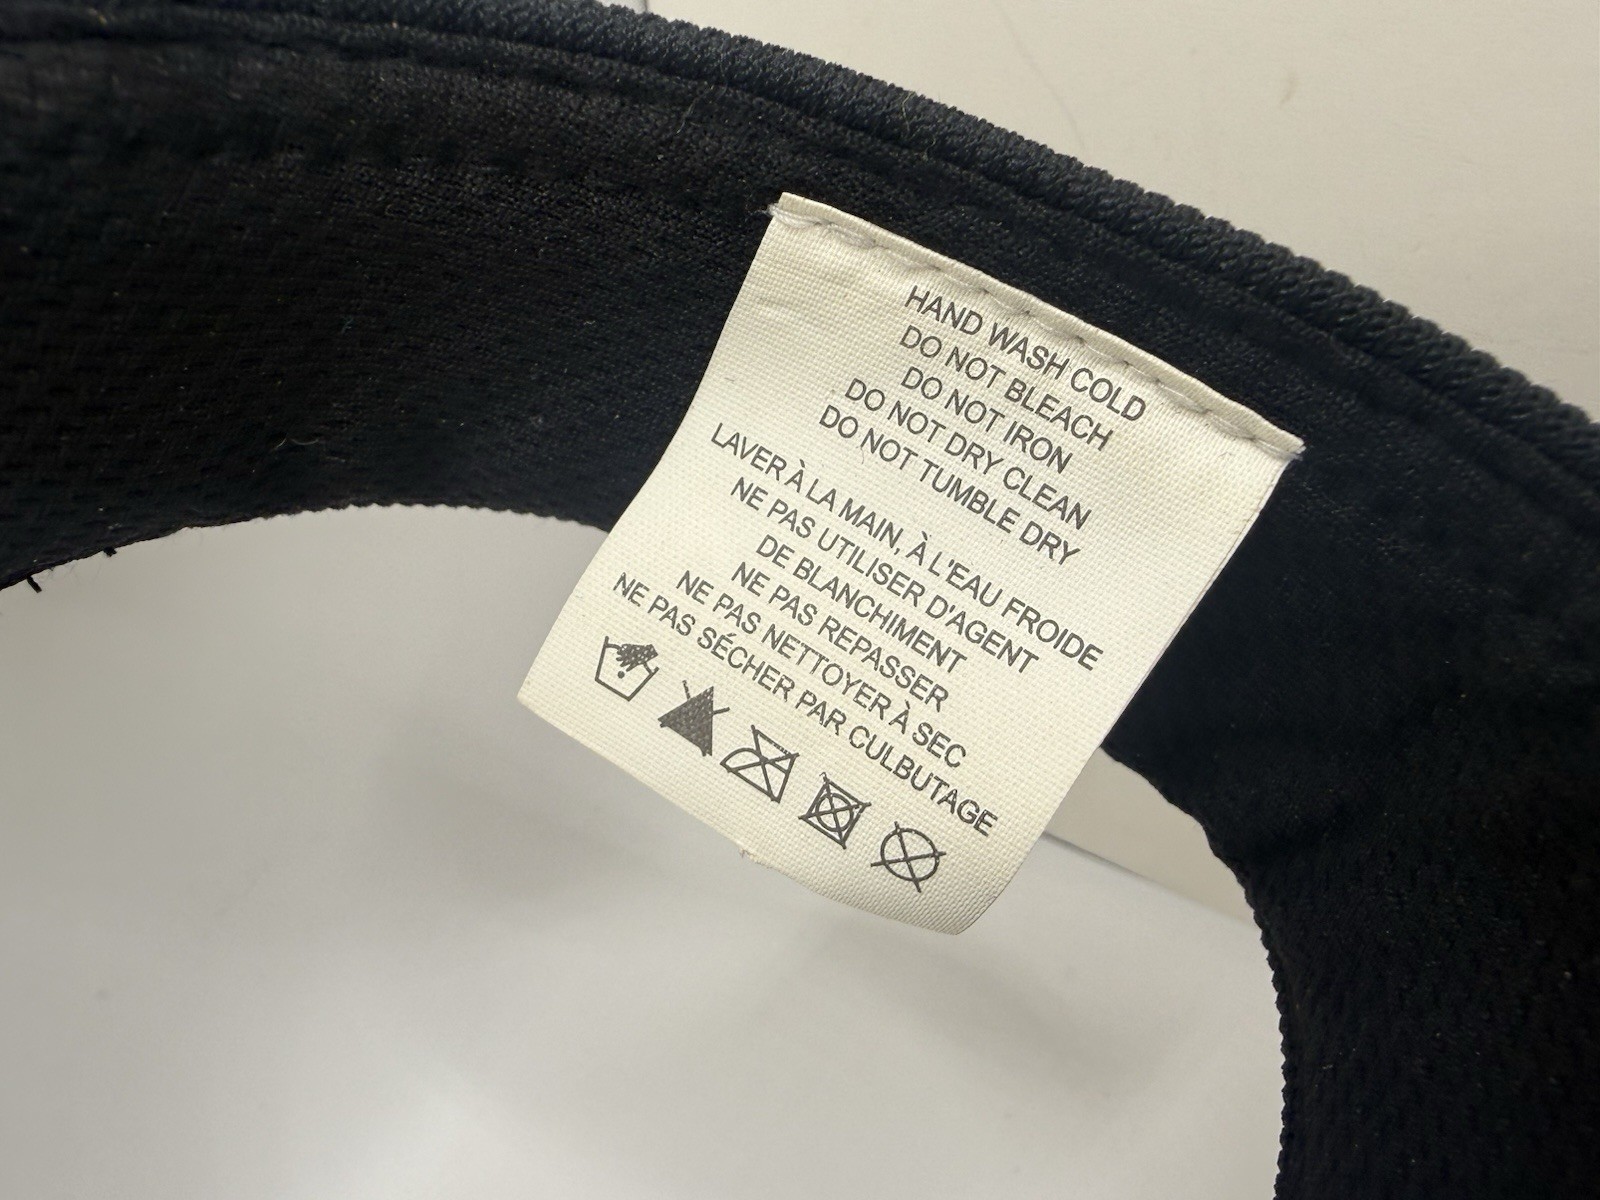 HAND WASH COLD
DO NOT BLEACH
DO NOT IRON
DO NOT DRY CLEAN
DO NOT TUMBLE DRY
LAVER À LA MAIN, À L'EAU FROIDE
NE PAS UTILISER D'AGENT
DE BLANCHIMENT
NE PAS REPASSER
NE PAS NETTOYER À SEC
NE PAS SÉCHER PAR CULBUTAGE